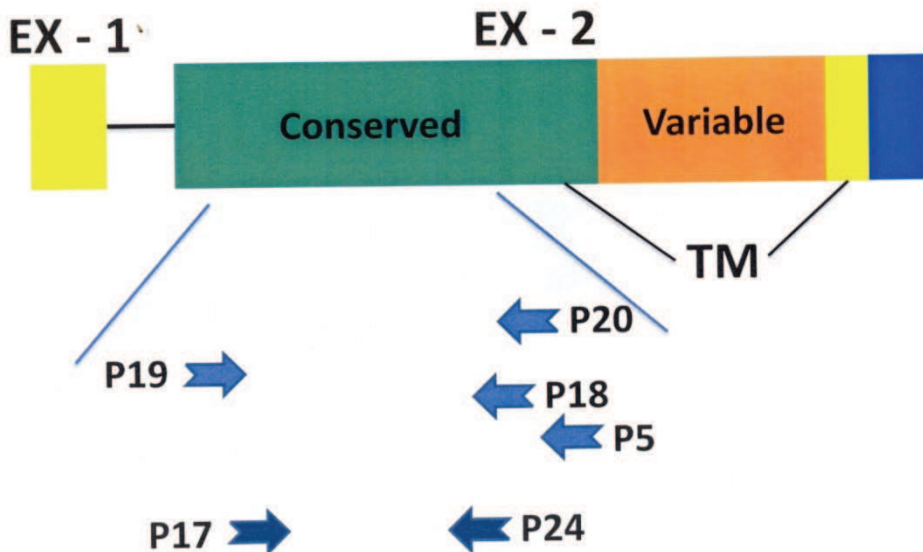 EX - 1
EX - 2
Conserved
Variable
TM
P20
P19
P18
P5
P17
P24